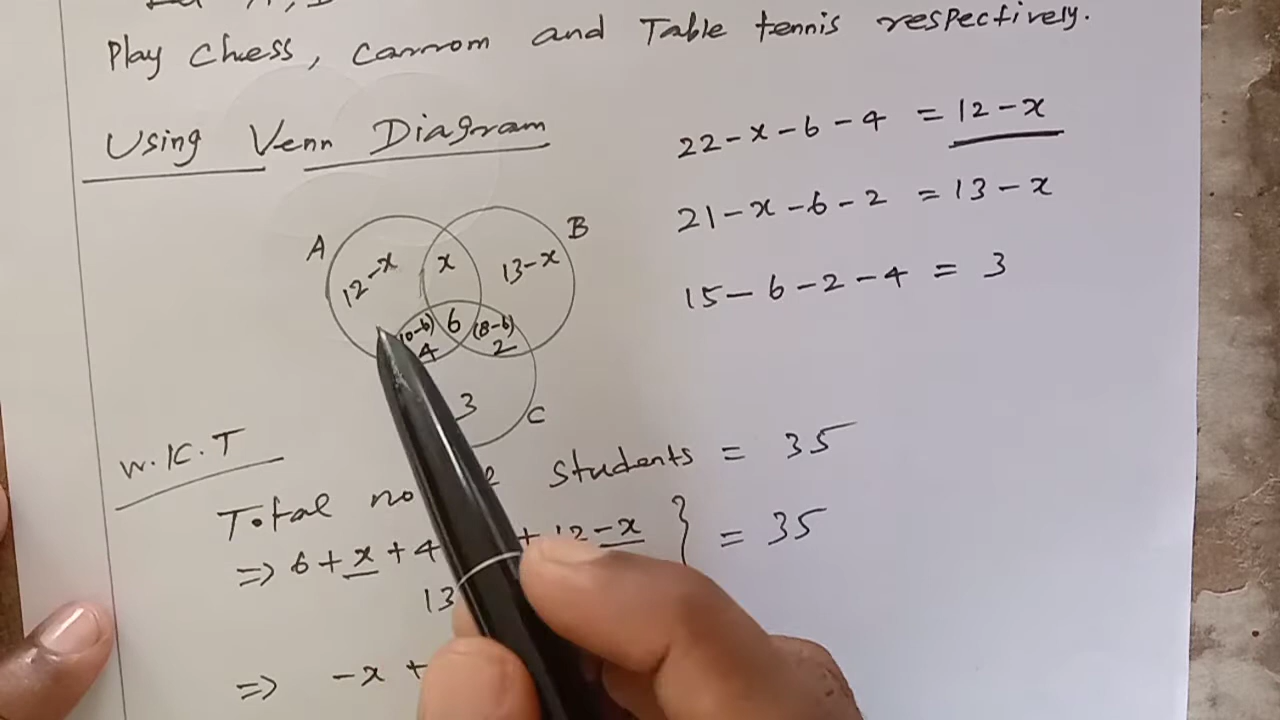 Play Chess, Carrom and Table tennis respectively.
Using Venn Diagram
22-x-6-4 = 12-x
21-x-6-2 = 13-x
15-6-2-4 = 3
A
B
12-x
x
13-x
(10-6)
4
6
(8-6)
2
3
C
W.K.T
Total no students = 35
=> 6+x+4 + 12-x } = 35
13
=> -x +